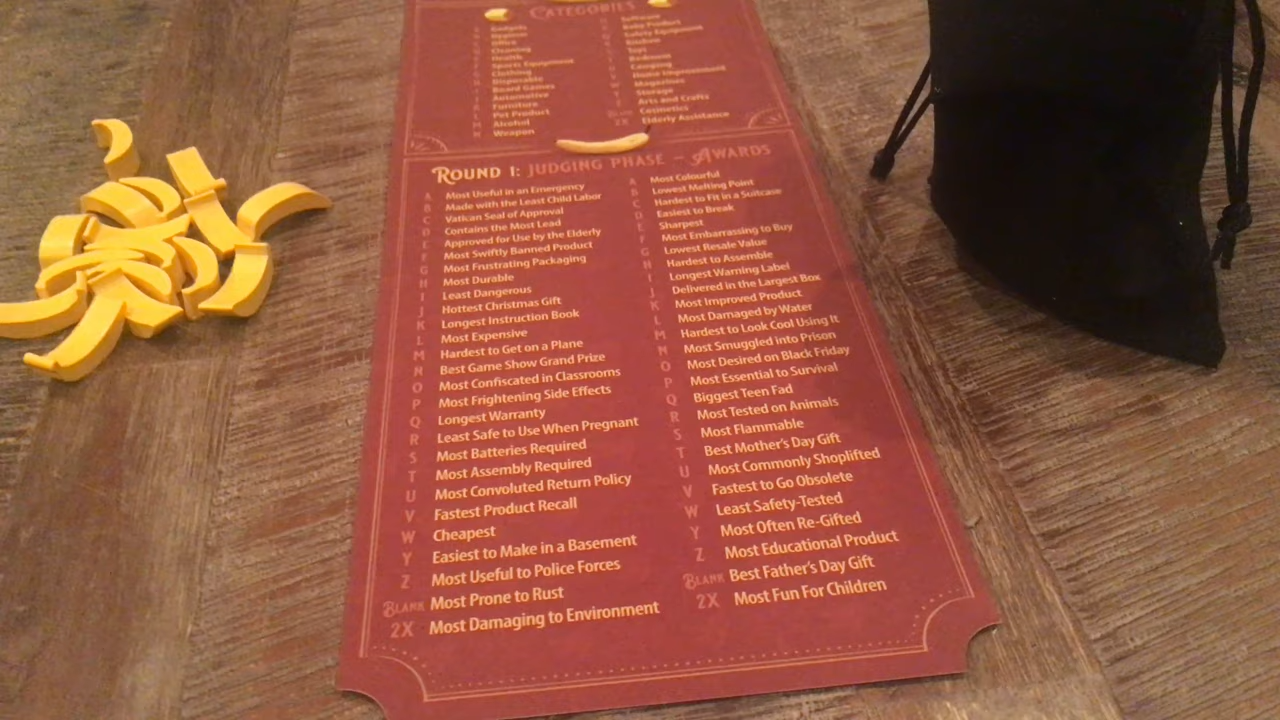 CATEGORIES
Gadgets
Hygiene
Office
Cleaning
Health
Sports Equipment
Clothing
Disposable
Board Games
Automotive
Furniture
L Pet Product
M Alcohol
N Weapon
Software
Baby Product
Safety Equipment
Kitchen
Toys
Bedroom
Camping
Home Improvement
W Magazines
Y Storage
Z Arts and Crafts
BLANK Cosmetics
2X Elderly Assistance
ROUND 1: JUDGING PHASE – AWARDS
A Most Useful in an Emergency
B Made with the Least Child Labor
C Vatican Seal of Approval
D Contains the Most Lead
E Approved for Use by the Elderly
F Most Swiftly Banned Product
G Most Frustrating Packaging
H Most Durable
I Least Dangerous
J Hottest Christmas Gift
K Longest Instruction Book
L Most Expensive
M Hardest to Get on a Plane
N Best Game Show Grand Prize
O Most Confiscated in Classrooms
P Most Frightening Side Effects
Q Longest Warranty
R Least Safe to Use When Pregnant
S Most Batteries Required
T Most Assembly Required
U Most Convoluted Return Policy
V Fastest Product Recall
W Cheapest
Y Easiest to Make in a Basement
Z Most Useful to Police Forces
BLANK Most Prone to Rust
2X Most Damaging to Environment
A Most Colourful
B Lowest Melting Point
C Hardest to Fit in a Suitcase
D Easiest to Break
E Sharpest
F Most Embarrasing to Buy
G Lowest Resale Value
H Hardest to Assemble
I Longest Warning Label
J Delivered in the Largest Box
K Most Improved Product
L Most Damaged by Water
M Hardest to Look Cool Using It
N Most Smuggled into Prison
O Most Desired on Black Friday
P Most Essential to Survival
Q Biggest Teen Fad
R Most Tested on Animals
S Most Flammable
T Best Mother's Day Gift
U Most Commonly Shoplifted
V Fastest to Go Obsolete
W Least Safety-Tested
Y Most Often Re-Gifted
Z Most Educational Product
BLANK Best Father's Day Gift
2X Most Fun For Children